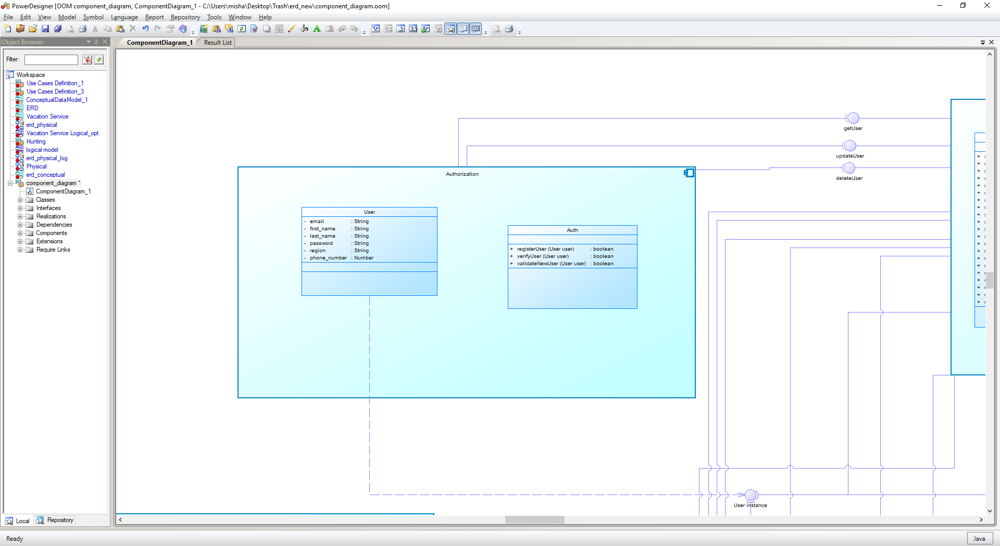 PowerDesigner [OOM component_diagram, ComponentDiagram_1 - C:\Users\misha\Desktop\Trash\erd_new\component_diagram.oom]
File Edit View Model Symbol Language Report Repository Tools Window Help
Object Browser
ComponentDiagram_1 Result List
Filter:
Workspace
Use Cases Definition_1
Use Cases Definition_3
ConceptualDataModel_1
ERD
Vacation Service
erd_physical
Vacation Service Logical_opt
Hunting
logical model
erd_physical_log
Physical
erd_conceptual
component_diagram *
ComponentDiagram_1
Classes
Interfaces
Realizations
Dependencies
Components
Extensions
Require Links
Local Repository
getUser
updateUser
deleteUser
Authorization
User
- email : String
- first_name : String
- last_name : String
- password : String
- region : String
- phone_number : Number
Auth
+ registerUser (User user) : boolean
+ verifyUser (User user) : boolean
+ validateNewUser (User user) : boolean
User instance
Ready
Java